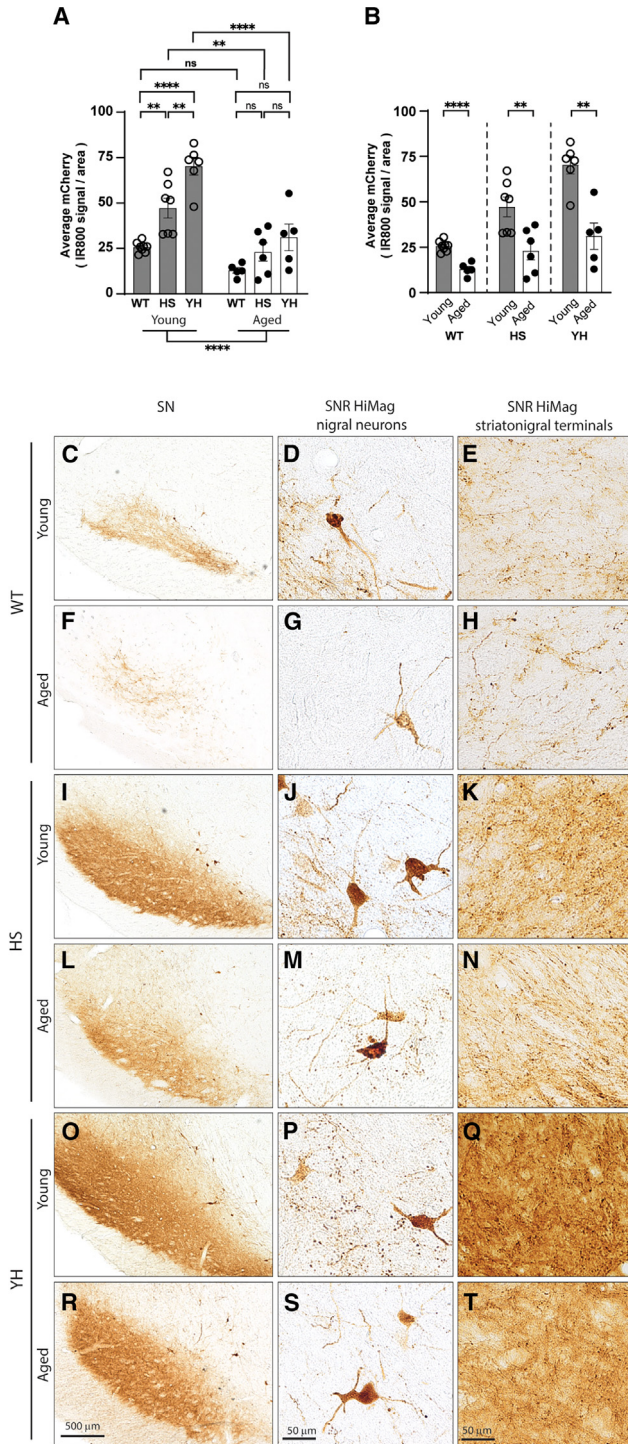 A
B
****
**
ns
****
ns
**
**
ns
ns
Average mCherry
( IR800 signal / area )
100
75
50
25
0
WT HS YH WT HS YH
Young Aged
****
****
**
**
Average mCherry
( IR800 signal / area )
100
75
50
25
0
Young Aged Young Aged Young Aged
WT HS YH
SN
SNR HiMag
nigral neurons
SNR HiMag
striatonigral terminals
WT
Young
C
D
E
Aged
F
G
H
HS
Young
I
J
K
Aged
L
M
N
YH
Young
O
P
Q
Aged
R
S
T
500 µm
50 µm
50 µm